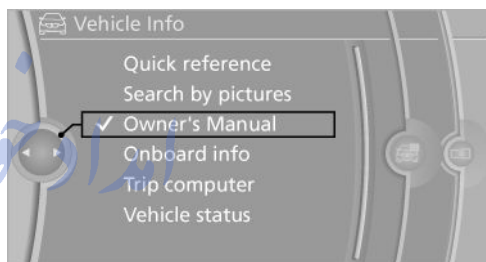 Vehicle Info
Quick reference
Search by pictures
✓ Owner's Manual
Onboard info
Trip computer
Vehicle status